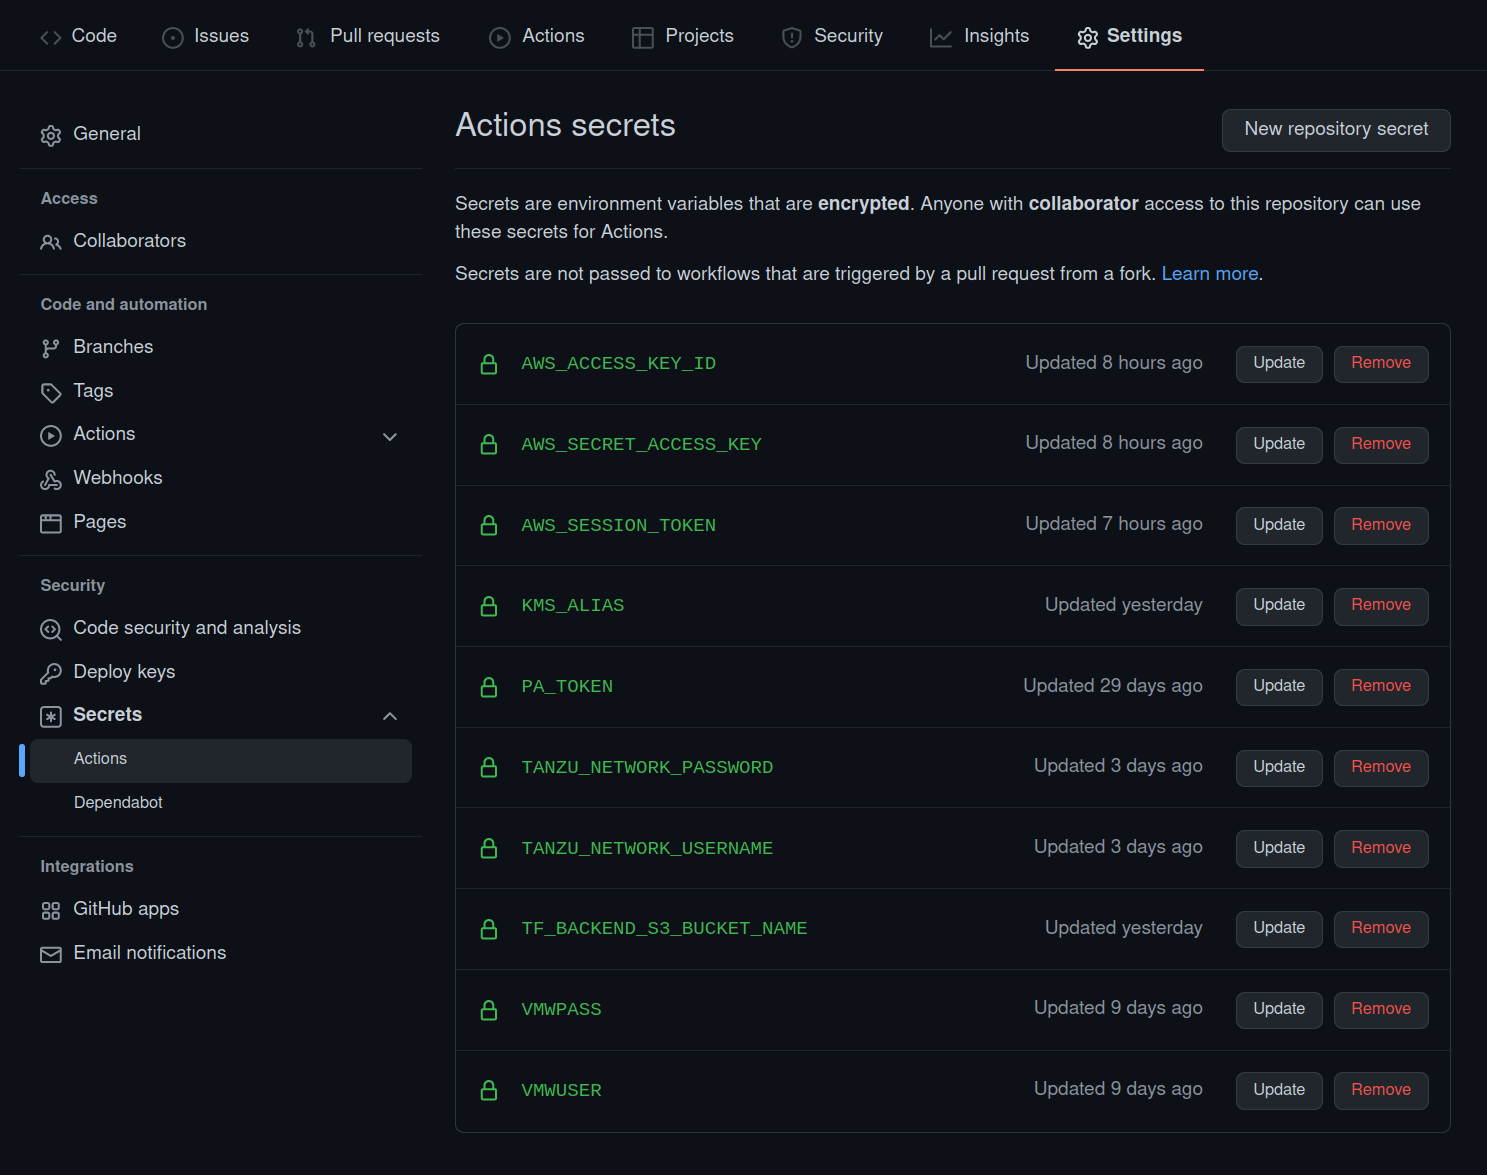 Code Issues Pull requests Actions Projects Security Insights Settings
General
Access
Collaborators
Code and automation
Branches
Tags
Actions
Webhooks
Pages
Security
Code security and analysis
Deploy keys
Secrets
Actions
Dependabot
Integrations
GitHub apps
Email notifications
Actions secrets
New repository secret
Secrets are environment variables that are encrypted. Anyone with collaborator access to this repository can use
these secrets for Actions.
Secrets are not passed to workflows that are triggered by a pull request from a fork. Learn more.
AWS_ACCESS_KEY_ID Updated 8 hours ago Update Remove
AWS_SECRET_ACCESS_KEY Updated 8 hours ago Update Remove
AWS_SESSION_TOKEN Updated 7 hours ago Update Remove
KMS_ALIAS Updated yesterday Update Remove
PA_TOKEN Updated 29 days ago Update Remove
TANZU_NETWORK_PASSWORD Updated 3 days ago Update Remove
TANZU_NETWORK_USERNAME Updated 3 days ago Update Remove
TF_BACKEND_S3_BUCKET_NAME Updated yesterday Update Remove
VMWPASS Updated 9 days ago Update Remove
VMWUSER Updated 9 days ago Update Remove